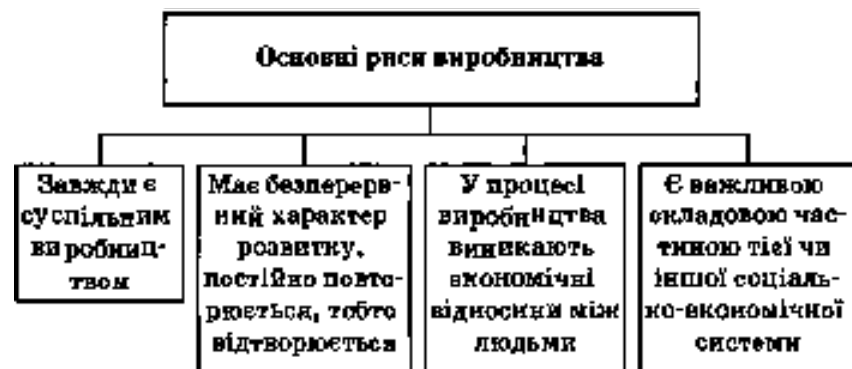 Основні риси виробництва
Завжди є
суспільним
виробниц-
твом
Має безперерв-
ний характер
розвитку,
постійно повто-
рюється, тобто
відтворюється
У процесі
виробництва
виникають
економічні
відносини між
людьми
Є важливою
складовою час-
тиною тієї чи
іншої соціаль-
но-економічної
системи